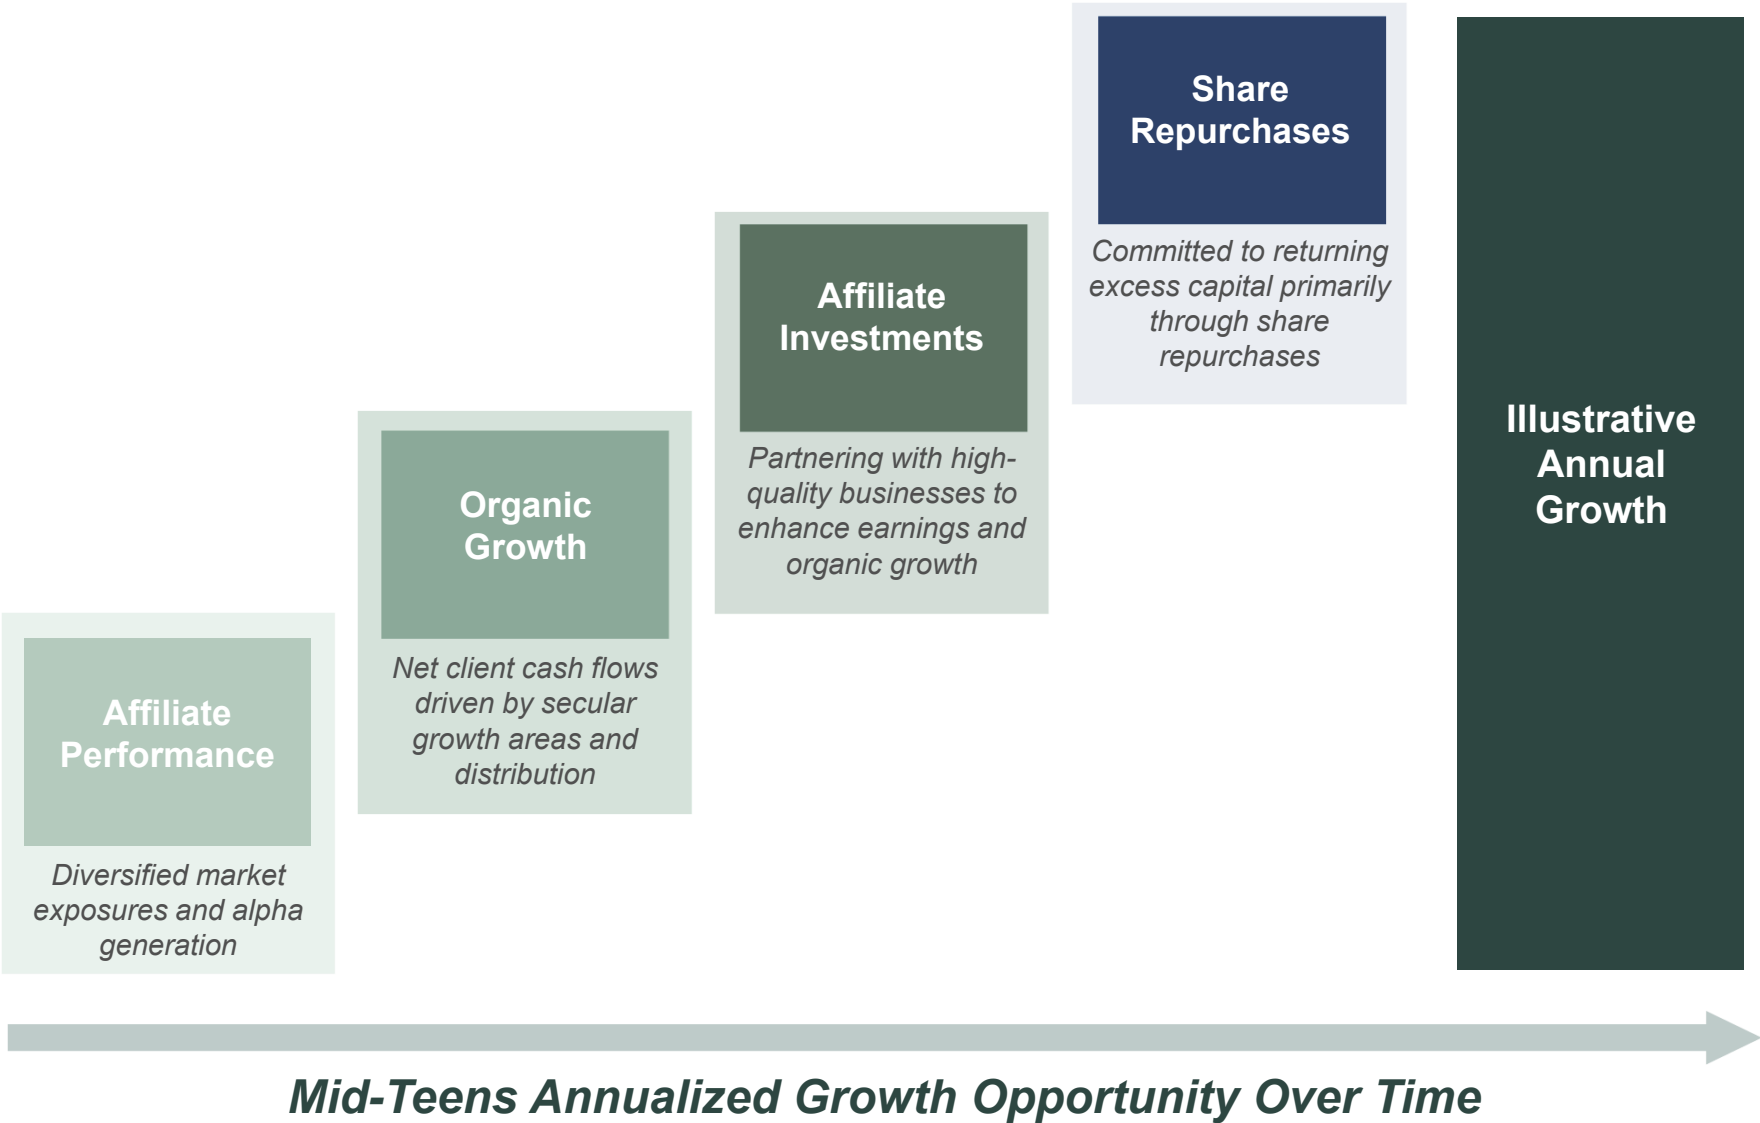 Share
Repurchases
Committed to returning
excess capital primarily
through share
repurchases
Affiliate
Investments
Partnering with high-
quality businesses to
enhance earnings and
organic growth
Organic
Growth
Net client cash flows
driven by secular
growth areas and
distribution
Affiliate
Performance
Diversified market
exposures and alpha
generation
Illustrative
Annual
Growth
Mid-Teens Annualized Growth Opportunity Over Time